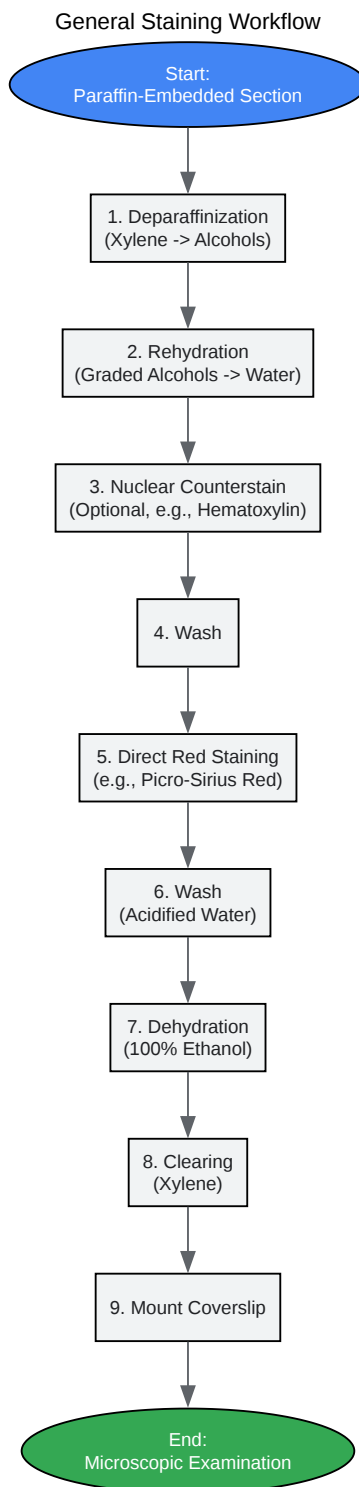 General Staining Workflow
Start:
Paraffin-Embedded Section
1. Deparaffinization
(Xylene -> Alcohols)
2. Rehydration
(Graded Alcohols -> Water)
3. Nuclear Counterstain
(Optional, e.g., Hematoxylin)
4. Wash
5. Direct Red Staining
(e.g., Picro-Sirius Red)
6. Wash
(Acidified Water)
7. Dehydration
(100% Ethanol)
8. Clearing
(Xylene)
9. Mount Coverslip
End:
Microscopic Examination